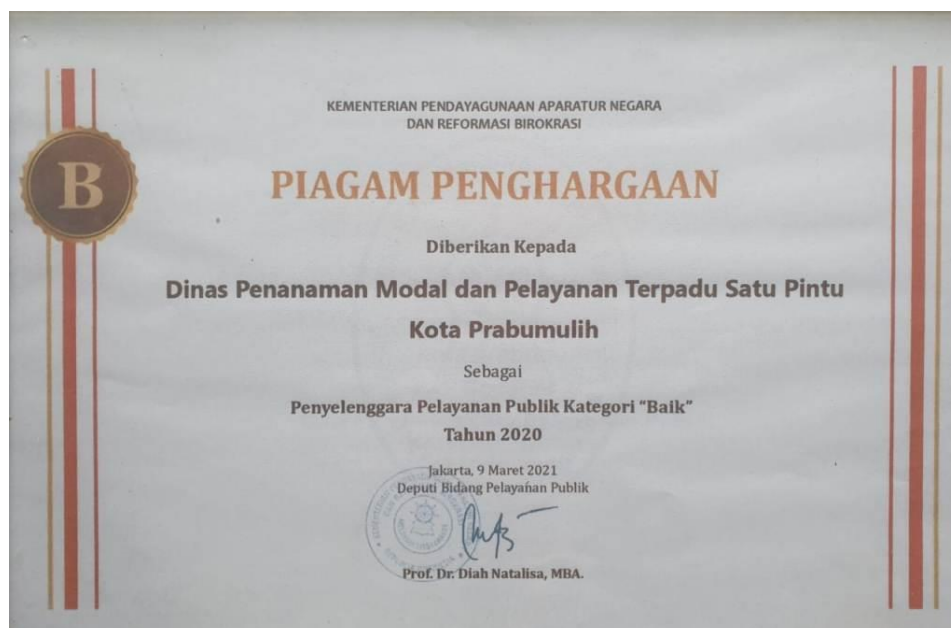 KEMENTERIAN PENDAYAGUNAAN APARATUR NEGARA
DAN REFORMASI BIROKRASI
B
PIAGAM PENGHARGAAN
Diberikan Kepada
Dinas Penanaman Modal dan Pelayanan Terpadu Satu Pintu
Kota Prabumulih
Sebagai
Penyelenggara Pelayanan Publik Kategori "Baik"
Tahun 2020
Jakarta, 9 Maret 2021
Deputi Bidang Pelayanan Publik
Prof. Dr. Diah Natalisa, MBA.